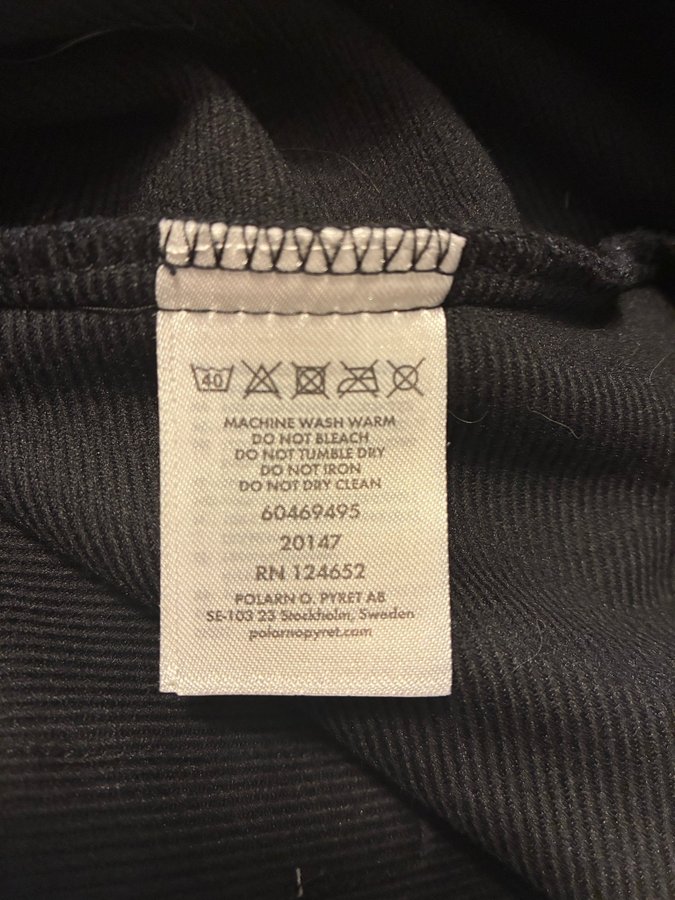 40
MACHINE WASH WARM
DO NOT BLEACH
DO NOT TUMBLE DRY
DO NOT IRON
DO NOT DRY CLEAN
60469495
20147
RN 124652
POLARN O. PYRET AB
SE-103 23 Stockholm, Sweden
polarnopyret.com